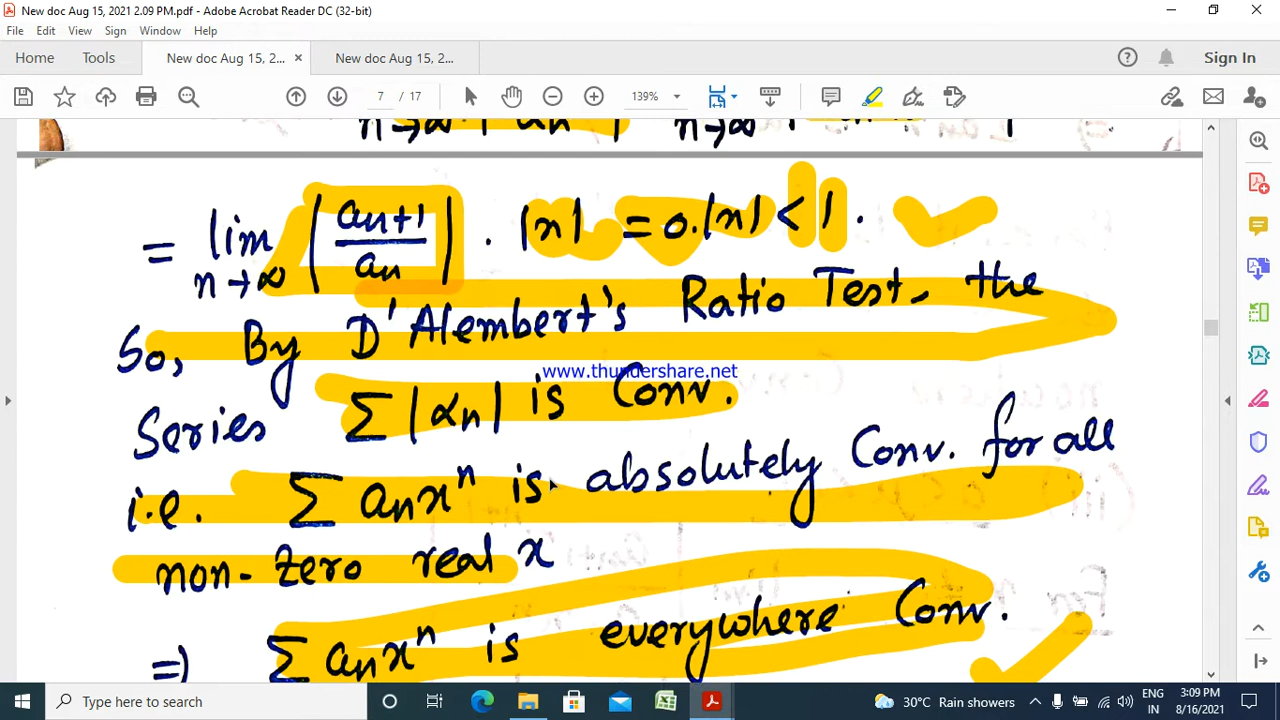 New doc Aug 15, 2021 2.09 PM.pdf - Adobe Acrobat Reader DC (32-bit)
File Edit View Sign Window Help
Home Tools New doc Aug 15, 2... × New doc Aug 15, 2... Sign In
7 / 17 139%
n→∞ | an n→∞
= lim n→∞ |an+1/an| . |x| = 0.|x| < 1.
So, By D'Alembert's Ratio Test, the
www.thundershare.net
Series Σ|αn| is Conv.
i.e. Σ anx^n is absolutely Conv. for all
non-zero real x
⇒ Σ anx^n is everywhere Conv.
Type here to search
30°C Rain showers
ENG
IN
3:09 PM
8/16/2021